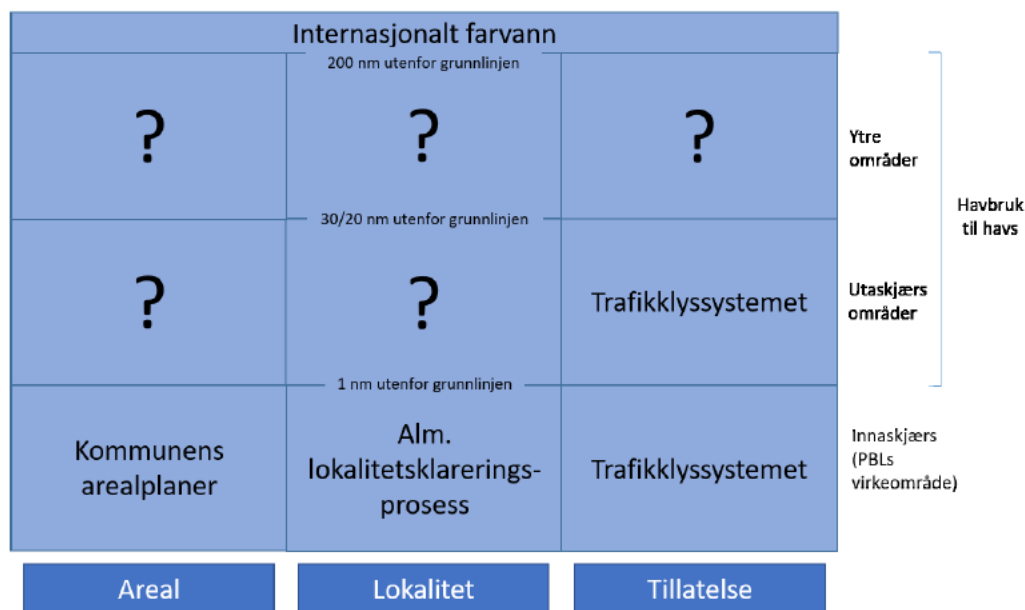 Internasjonalt farvann
200 nm utenfor grunnlinjen
? ? ?
Ytre
områder
30/20 nm utenfor grunnlinjen
Havbruk
til havs
? ? Trafikklyssystemet
Utaskjærs
områder
1 nm utenfor grunnlinjen
Kommunens
arealplaner
Alm.
lokalitetsklarerings-
prosess
Trafikklyssystemet
Innaskjærs
(PBLs
virkeområde)
Areal
Lokalitet
Tillatelse